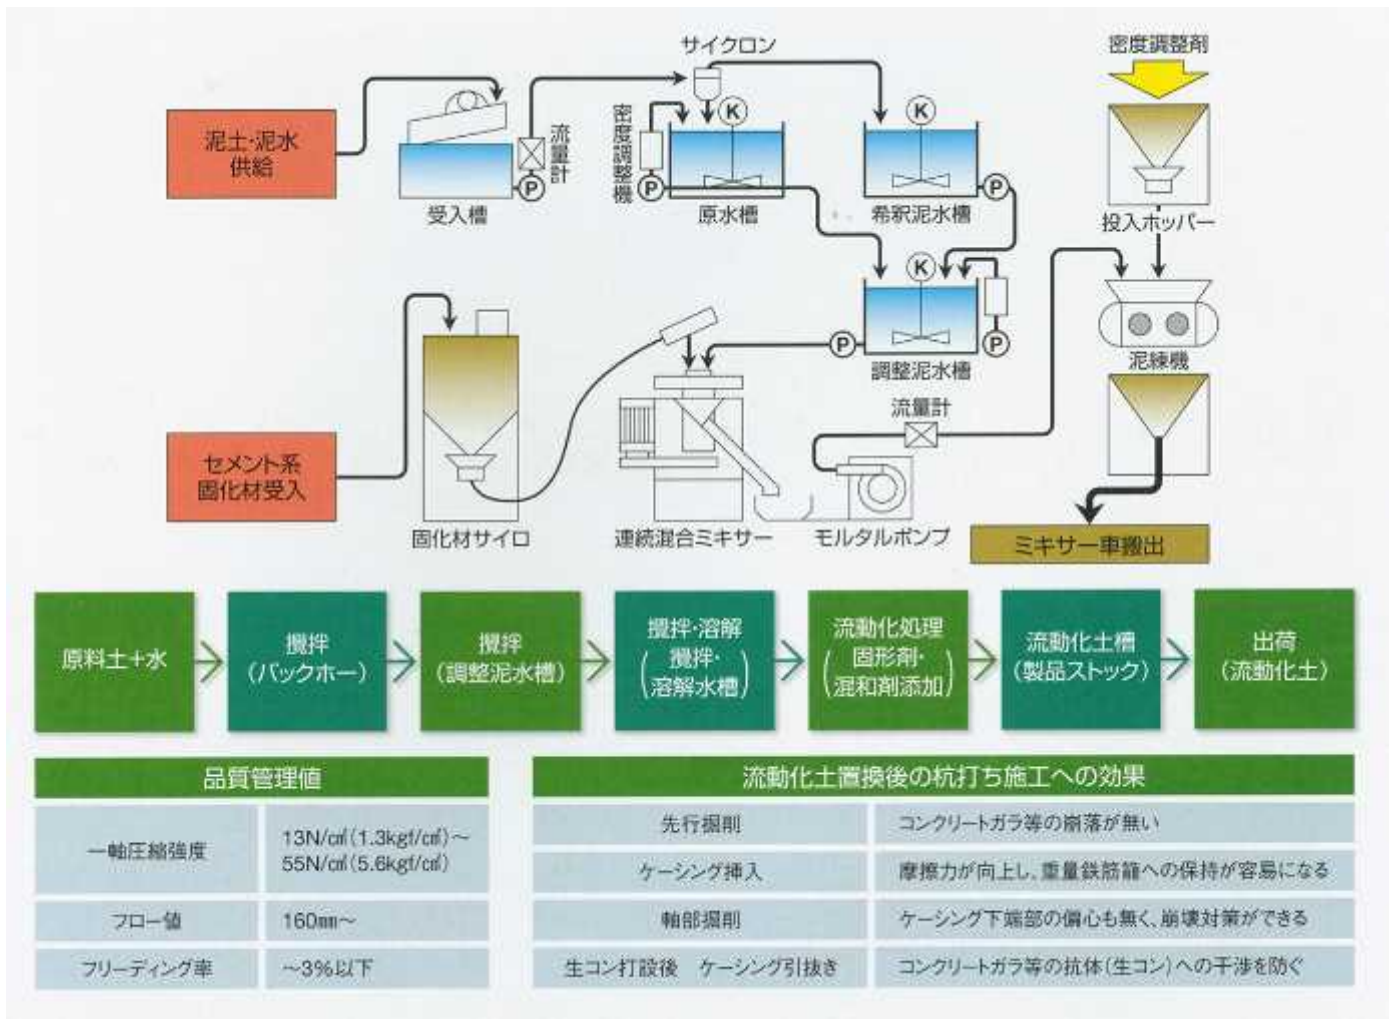 サイクロン
密度調整剤
泥土・泥水
供給
流量計
密度調整機
K
K
P
P
P
受入槽
原水槽
希釈泥水槽
投入ホッパー
K
P
P
調整泥水槽
泥練機
流量計
セメント系
固化材受入
固化材サイロ
連続混合ミキサー
モルタルポンプ
ミキサー車搬出
原料土+水
攪拌
(バックホー)
攪拌
(調整泥水槽)
攪拌・溶解
(攪拌・
溶解水槽)
流動化処理
(固形剤・
混和剤添加)
流動化土槽
(製品ストック)
出荷
(流動化土)
品質管理値
一軸圧縮強度
13N/㎠(1.3kgf/㎠)~
55N/㎠(5.6kgf/㎠)
フロー値
160㎜~
フリーディング率
~3%以下
流動化土置換後の杭打ち施工への効果
先行掘削
コンクリートガラ等の崩落が無い
ケーシング挿入
摩擦力が向上し、重量鉄筋籠への保持が容易になる
軸部掘削
ケーシング下端部の偏心も無く、崩壊対策ができる
生コン打設後 ケーシング引抜き
コンクリートガラ等の抗体(生コン)への干渉を防ぐ